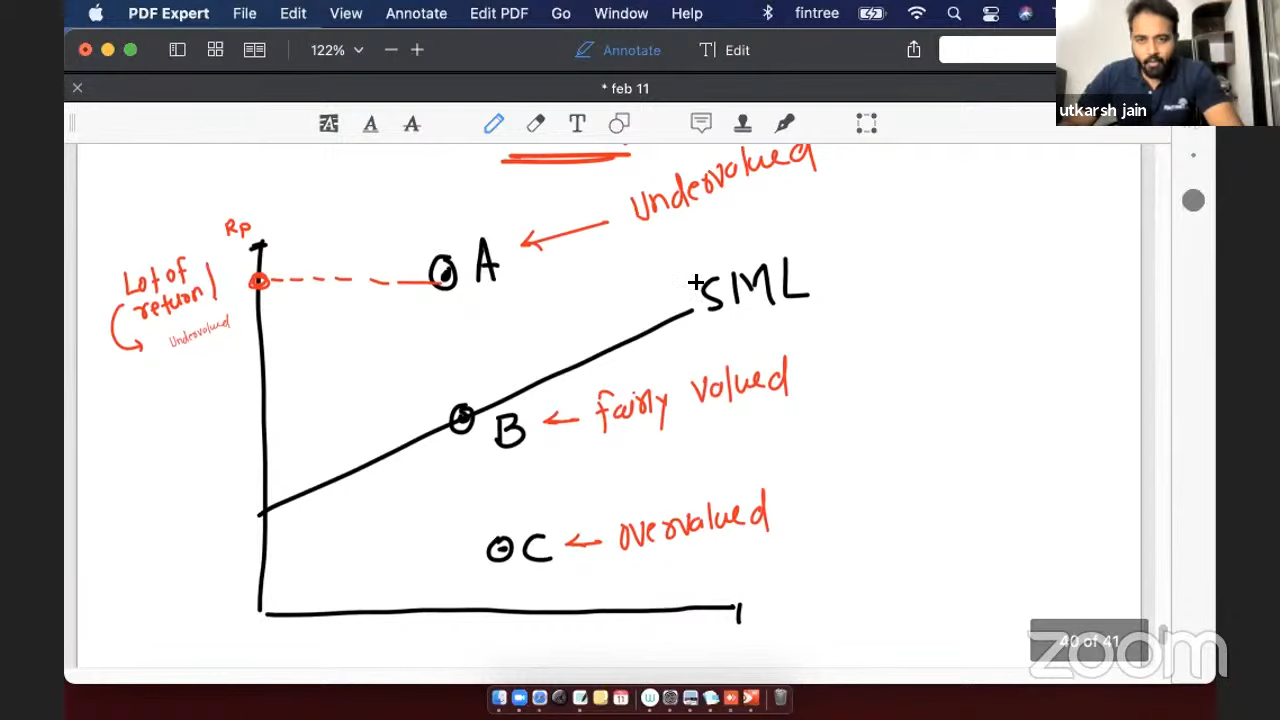 PDF Expert File Edit View Annotate Edit PDF Go Window Help fintree
122% Annotate T Edit
* feb 11
utkarsh jain
Undervalued
Rp
A
Lot of
return
Undervalued
SML
fairly valued
B
C
overvalued
40 of 41
zoom